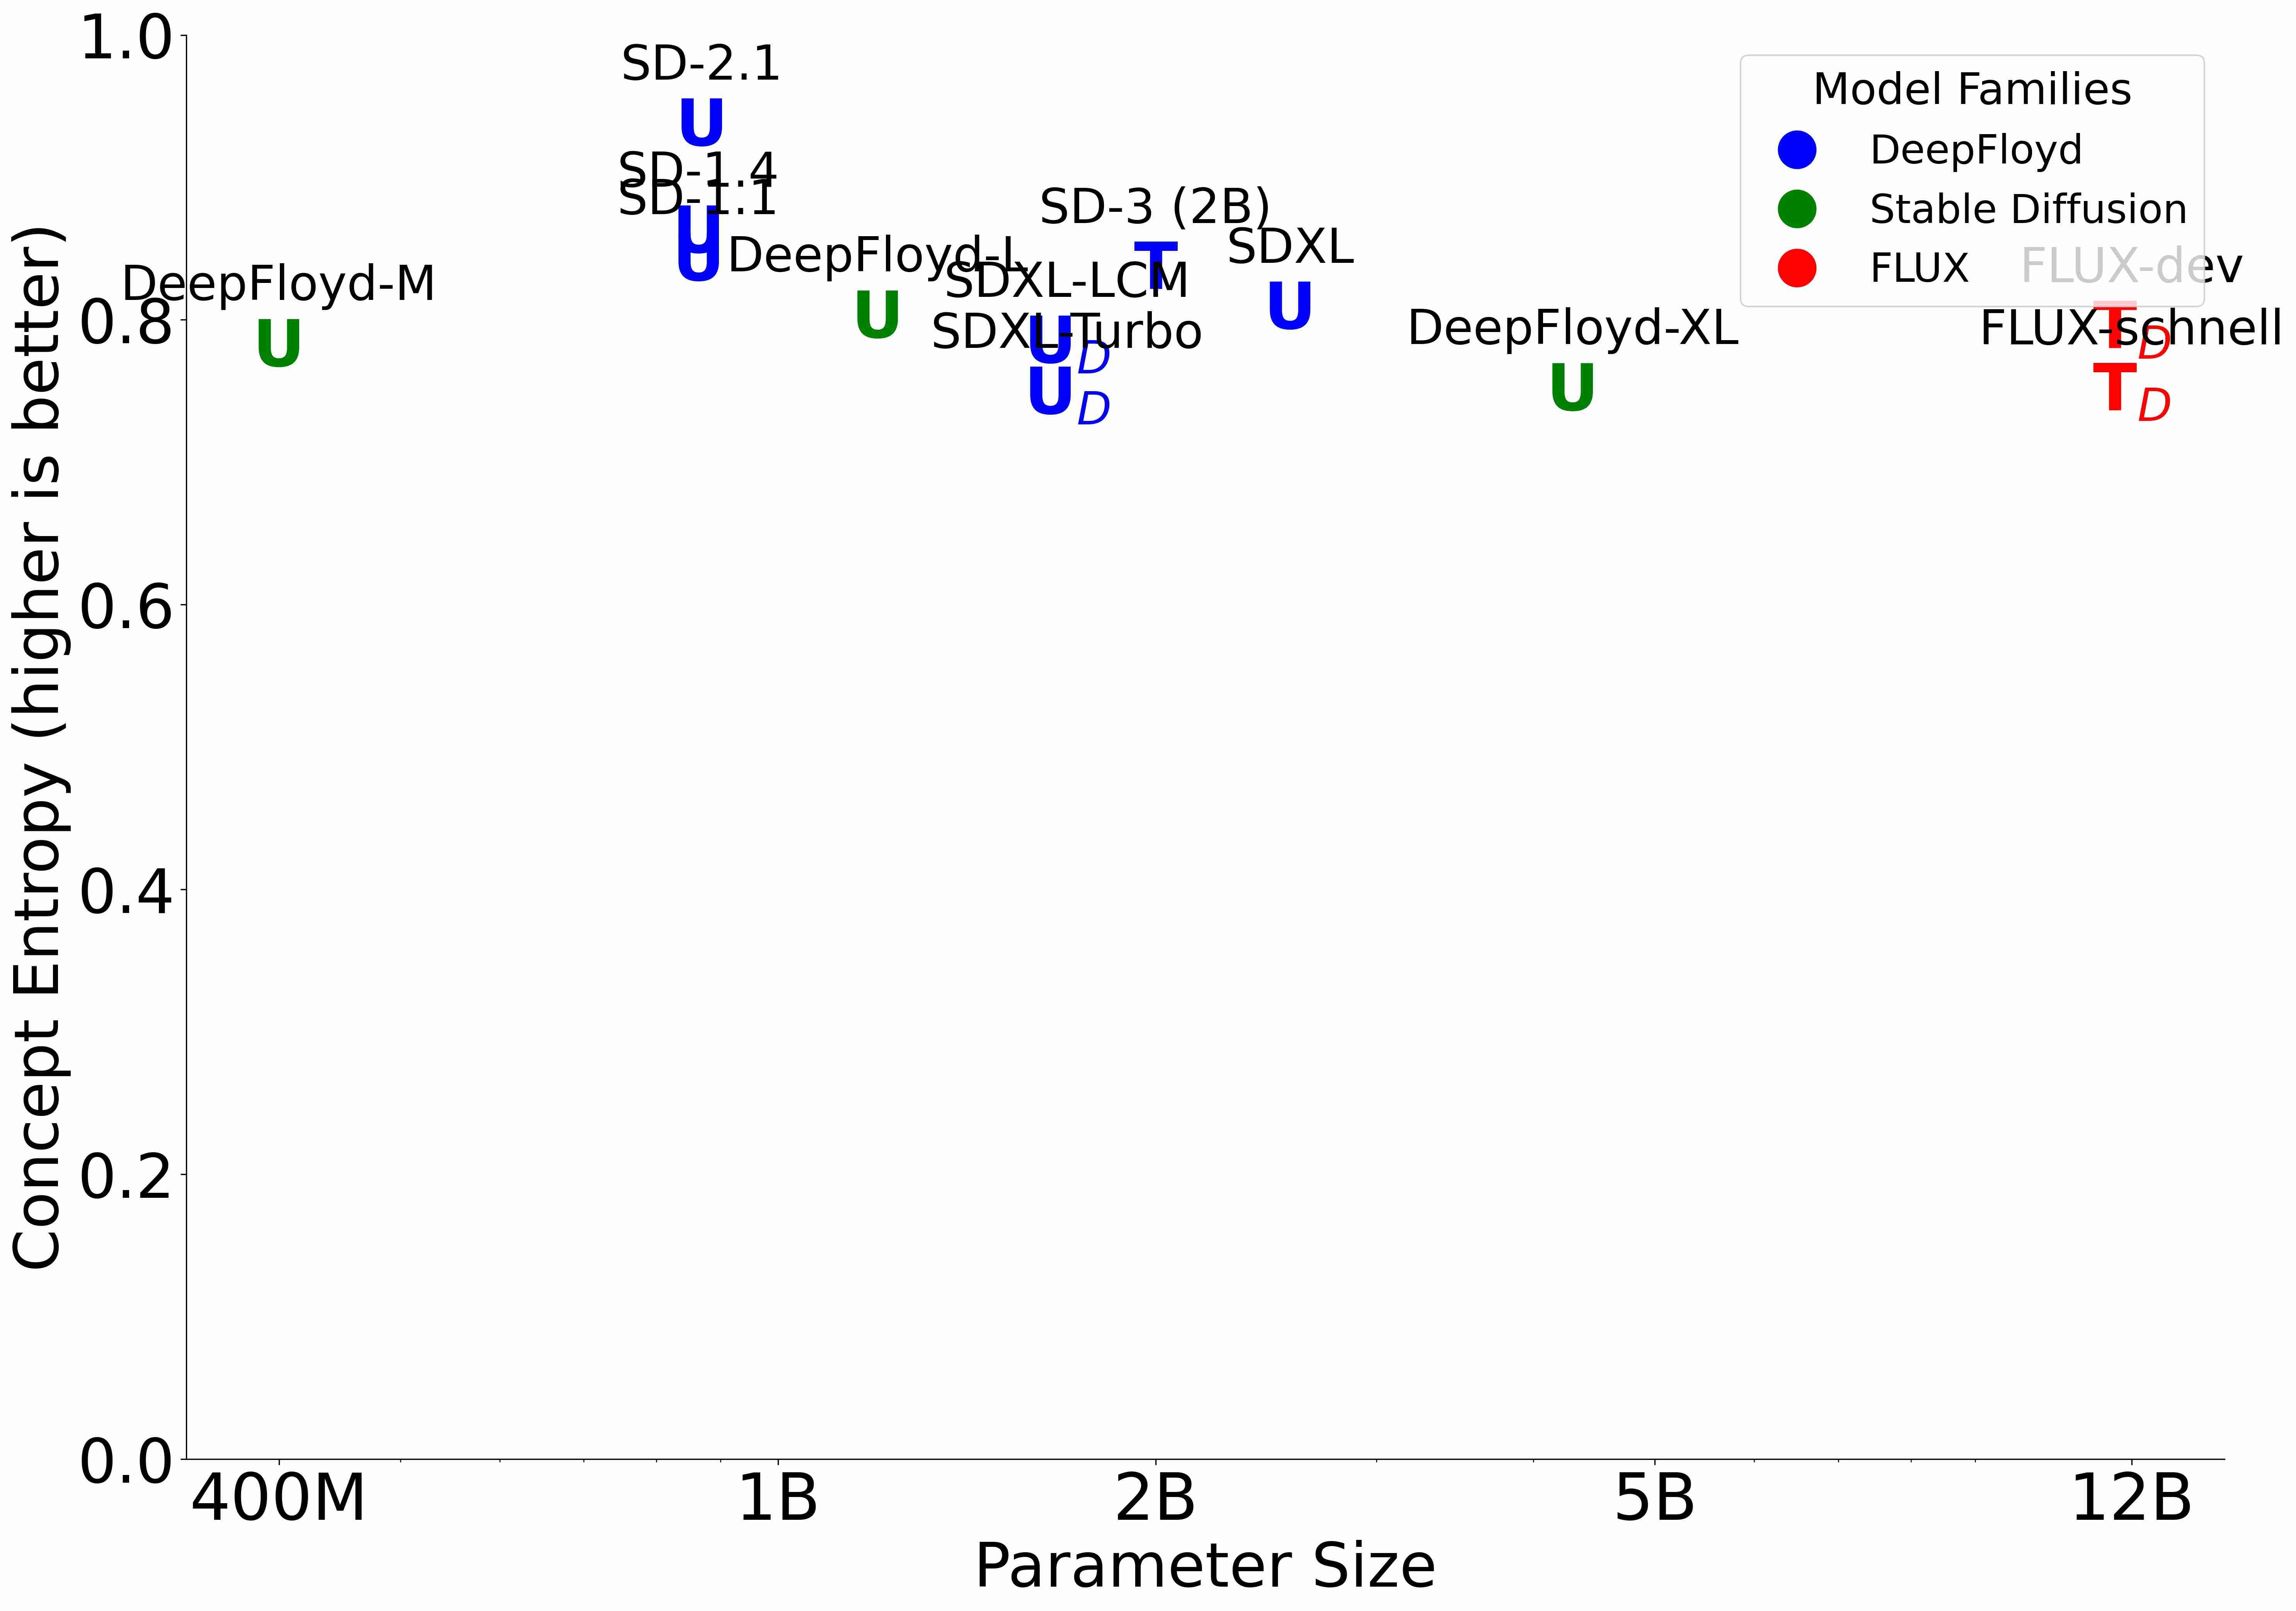 1.0
0.8
0.6
0.4
0.2
0.0
Concept Entropy (higher is better)
SD-2.1
U
SD-1.4
SD-1.1
U
U
DeepFloyd-M
U
DeepFloyd-L
U
SD-3 (2B)
T
SDXL
U
SDXL-LCM
U D
SDXL-Turbo
U D
DeepFloyd-XL
U
Model Families
DeepFloyd
Stable Diffusion
FLUX
FLUX-dev
T D
FLUX-schnell
T D
400M
1B
2B
5B
12B
Parameter Size